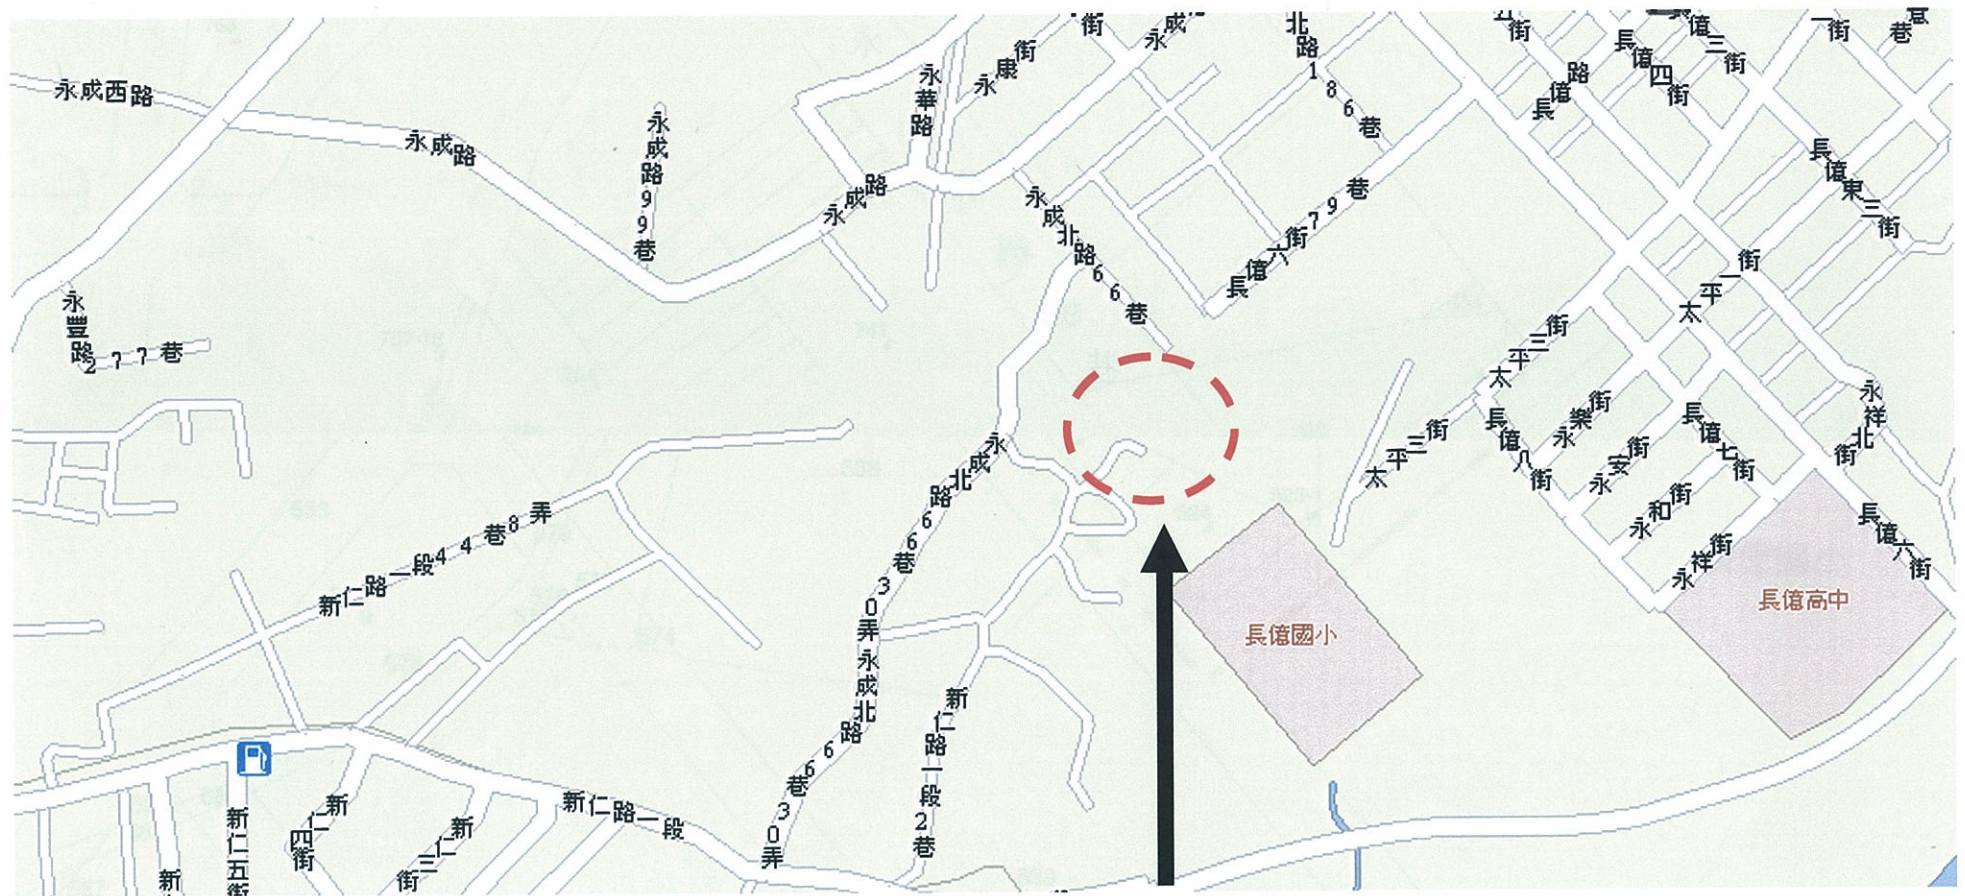 永成西路
永成路
永成路99巷
永成路
永華路
永康街
街
永成
北路186巷
五街
長億路
長億四街
億三街
一街
巷
長億東三街
永成北路66巷
長億六街79巷
太平一街
太平三街
太平三街
永豐路277巷
永樂街
永安街
永和街
永祥街
長億七街
長億八街
永祥北街
長億六街
長億高中
長億國小
新仁路一段44巷8弄
永成北路66巷30弄
永成北路66巷30弄
新仁路一段2巷
新仁路一段
新仁五街
新仁四街
新仁三街
新